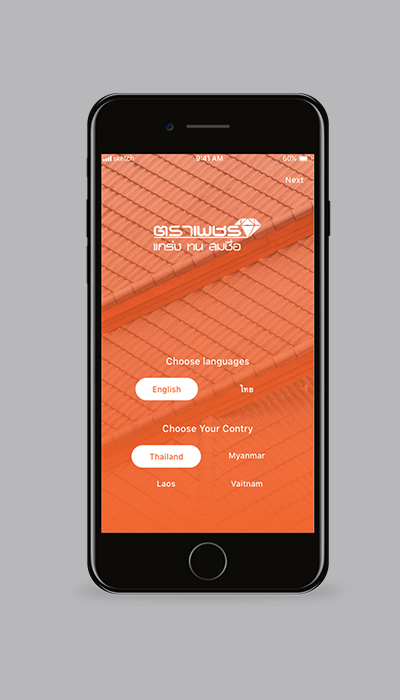 sketch
9:41 AM
60%
Next
ตราเพชร
แกร่ง ทน สมชื่อ
Choose languages
English
ไทย
Choose Your Contry
Thailand
Myanmar
Laos
Vaitnam